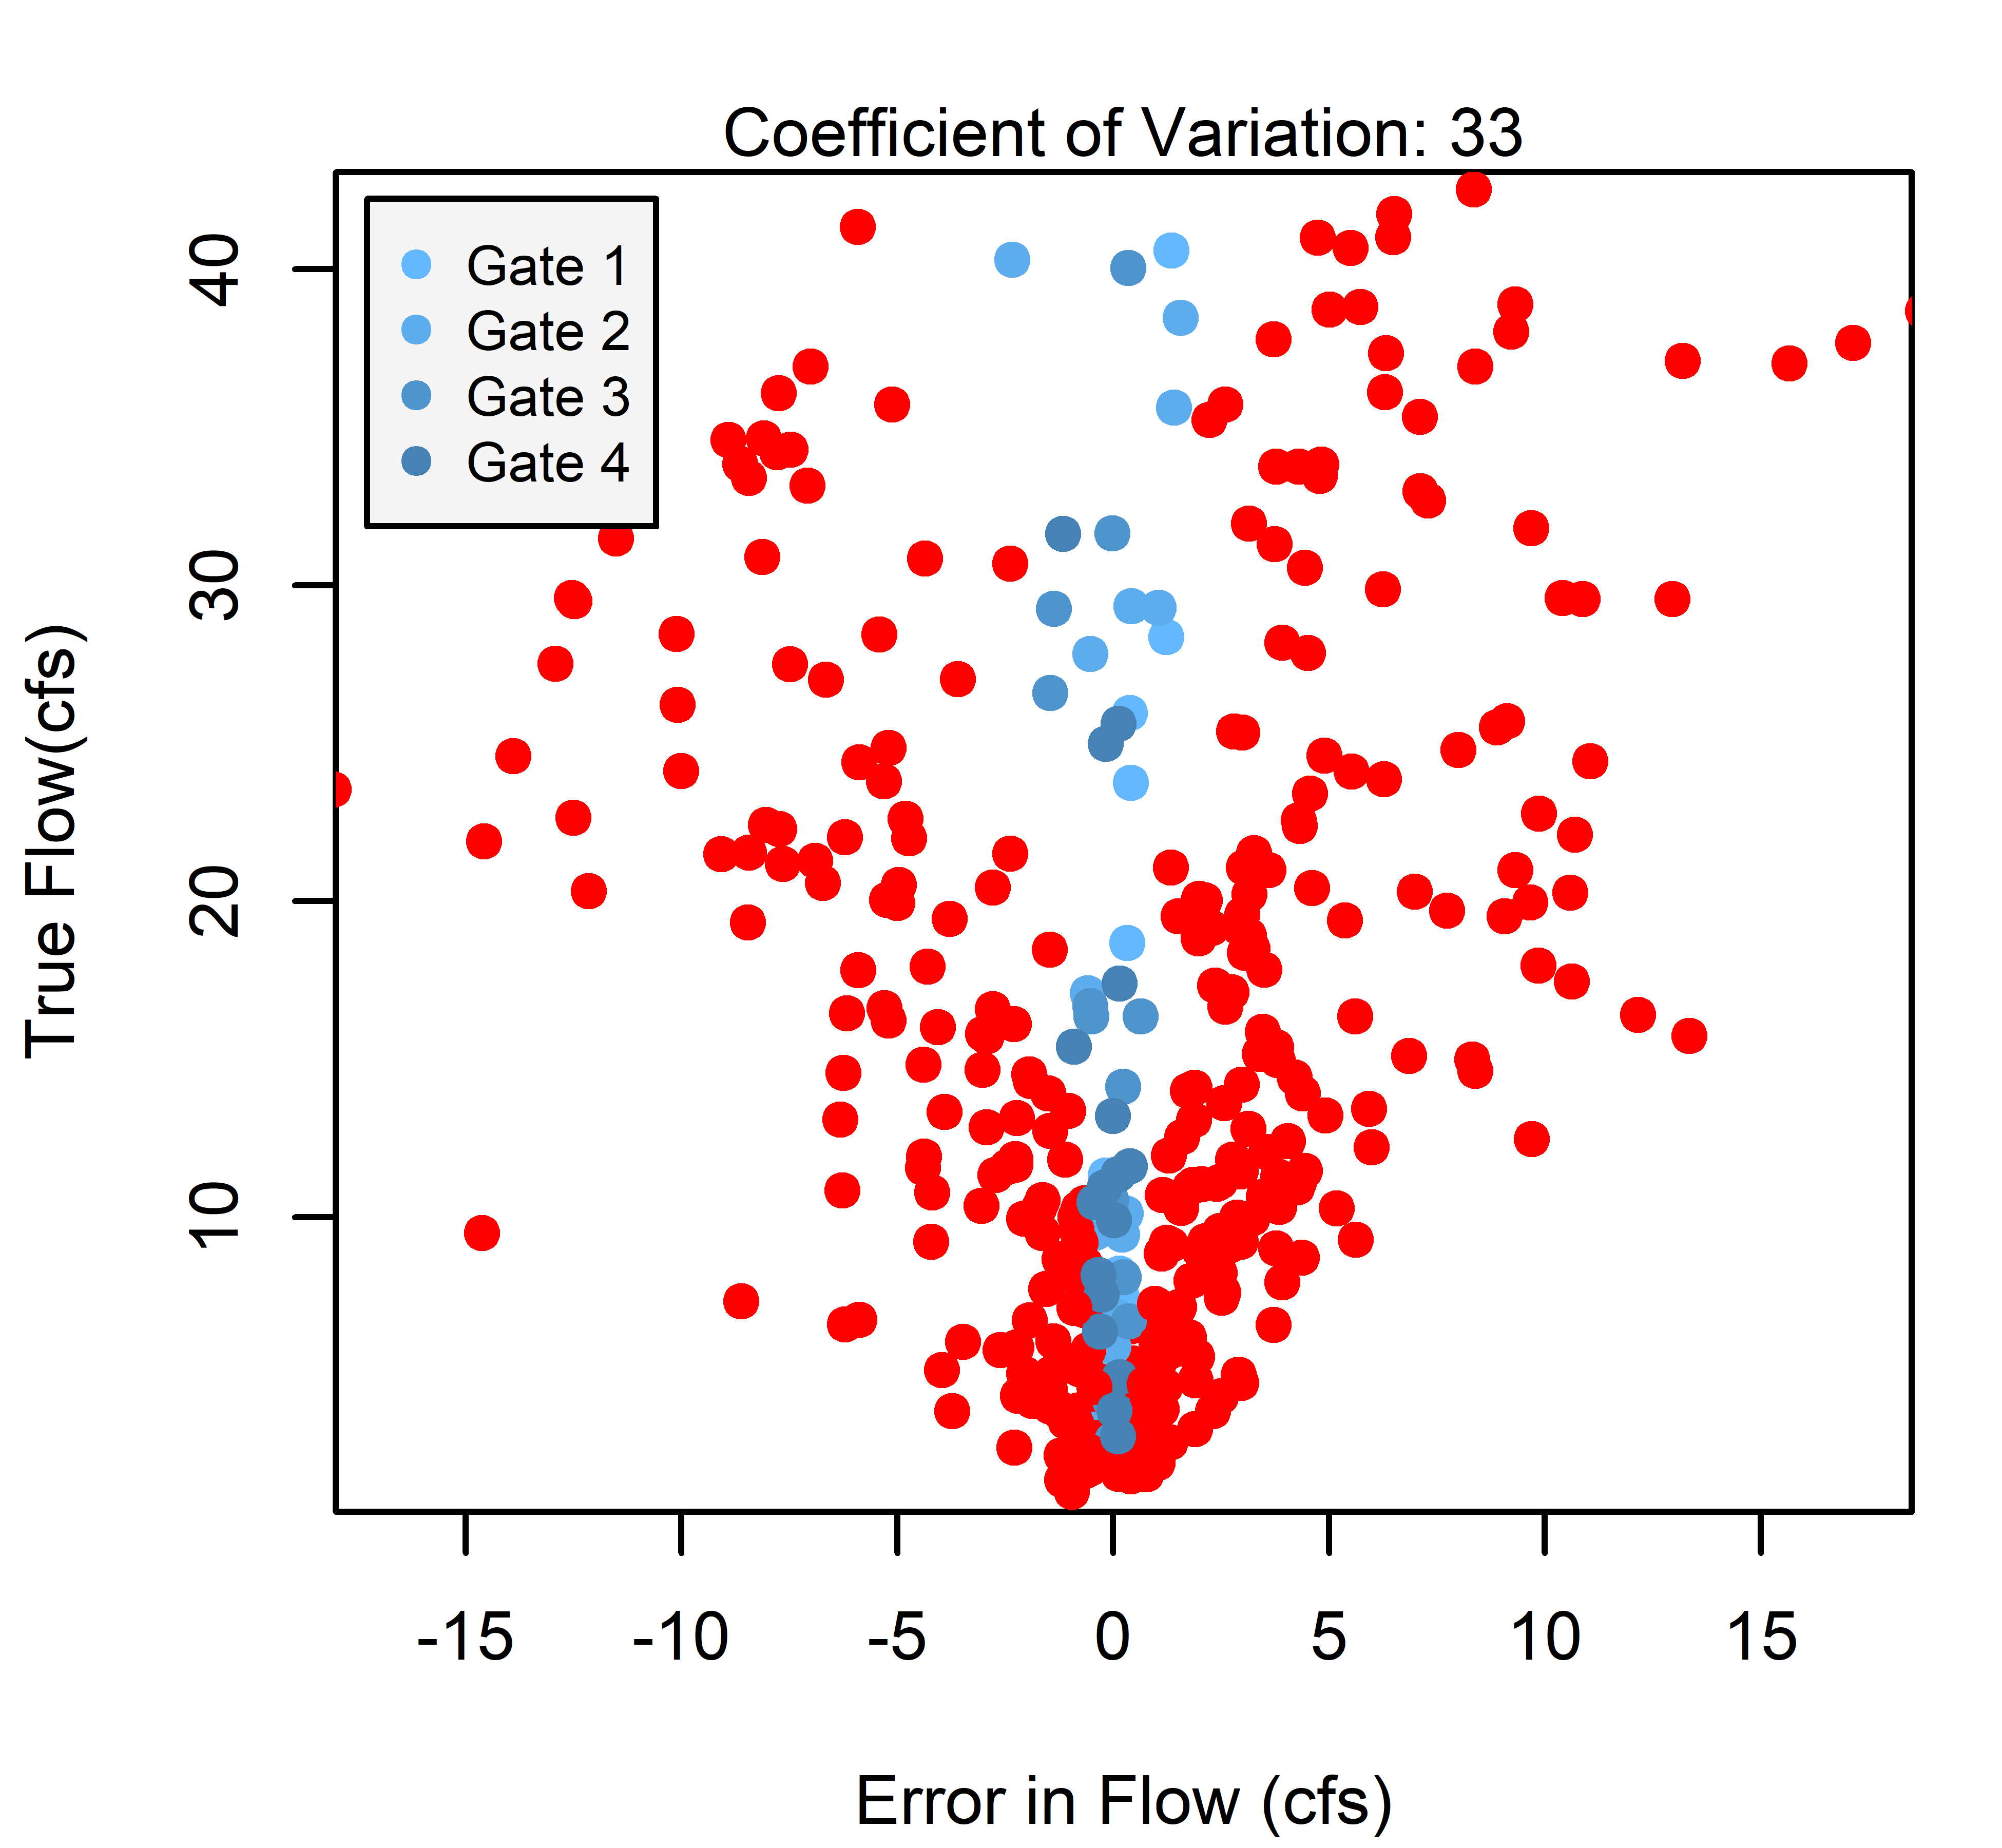 Coefficient of Variation: 33
Gate 1
Gate 2
Gate 3
Gate 4
True Flow(cfs)
40
30
20
10
-15 -10 -5 0 5 10 15
Error in Flow (cfs)